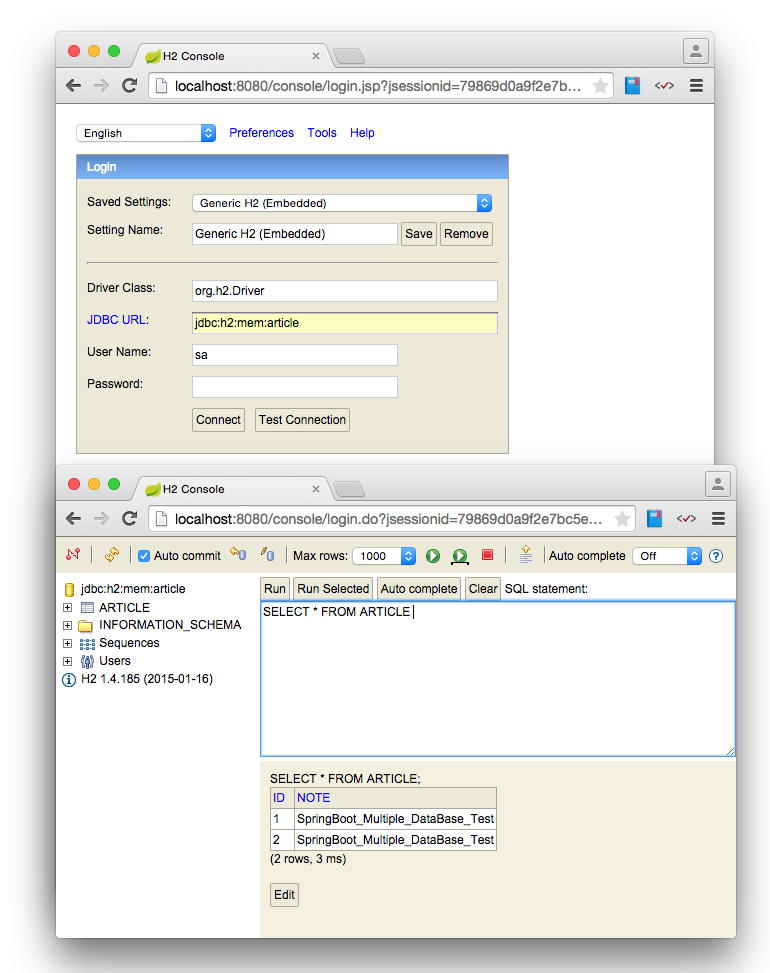 H2 Console
localhost:8080/console/login.jsp?jsessionid=79869d0a9f2e7b...
English Preferences Tools Help
Login
Saved Settings: Generic H2 (Embedded)
Setting Name: Generic H2 (Embedded) Save Remove
Driver Class: org.h2.Driver
JDBC URL: jdbc:h2:mem:article
User Name: sa
Password:
Connect Test Connection
H2 Console
localhost:8080/console/login.do?jsessionid=79869d0a9f2e7bc5e...
Auto commit Max rows: 1000 Auto complete Off
jdbc:h2:mem:article
ARTICLE
INFORMATION_SCHEMA
Sequences
Users
H2 1.4.185 (2015-01-16)
Run Run Selected Auto complete Clear SQL statement:
SELECT * FROM ARTICLE
SELECT * FROM ARTICLE;
ID NOTE
1 SpringBoot_Multiple_DataBase_Test
2 SpringBoot_Multiple_DataBase_Test
(2 rows, 3 ms)
Edit